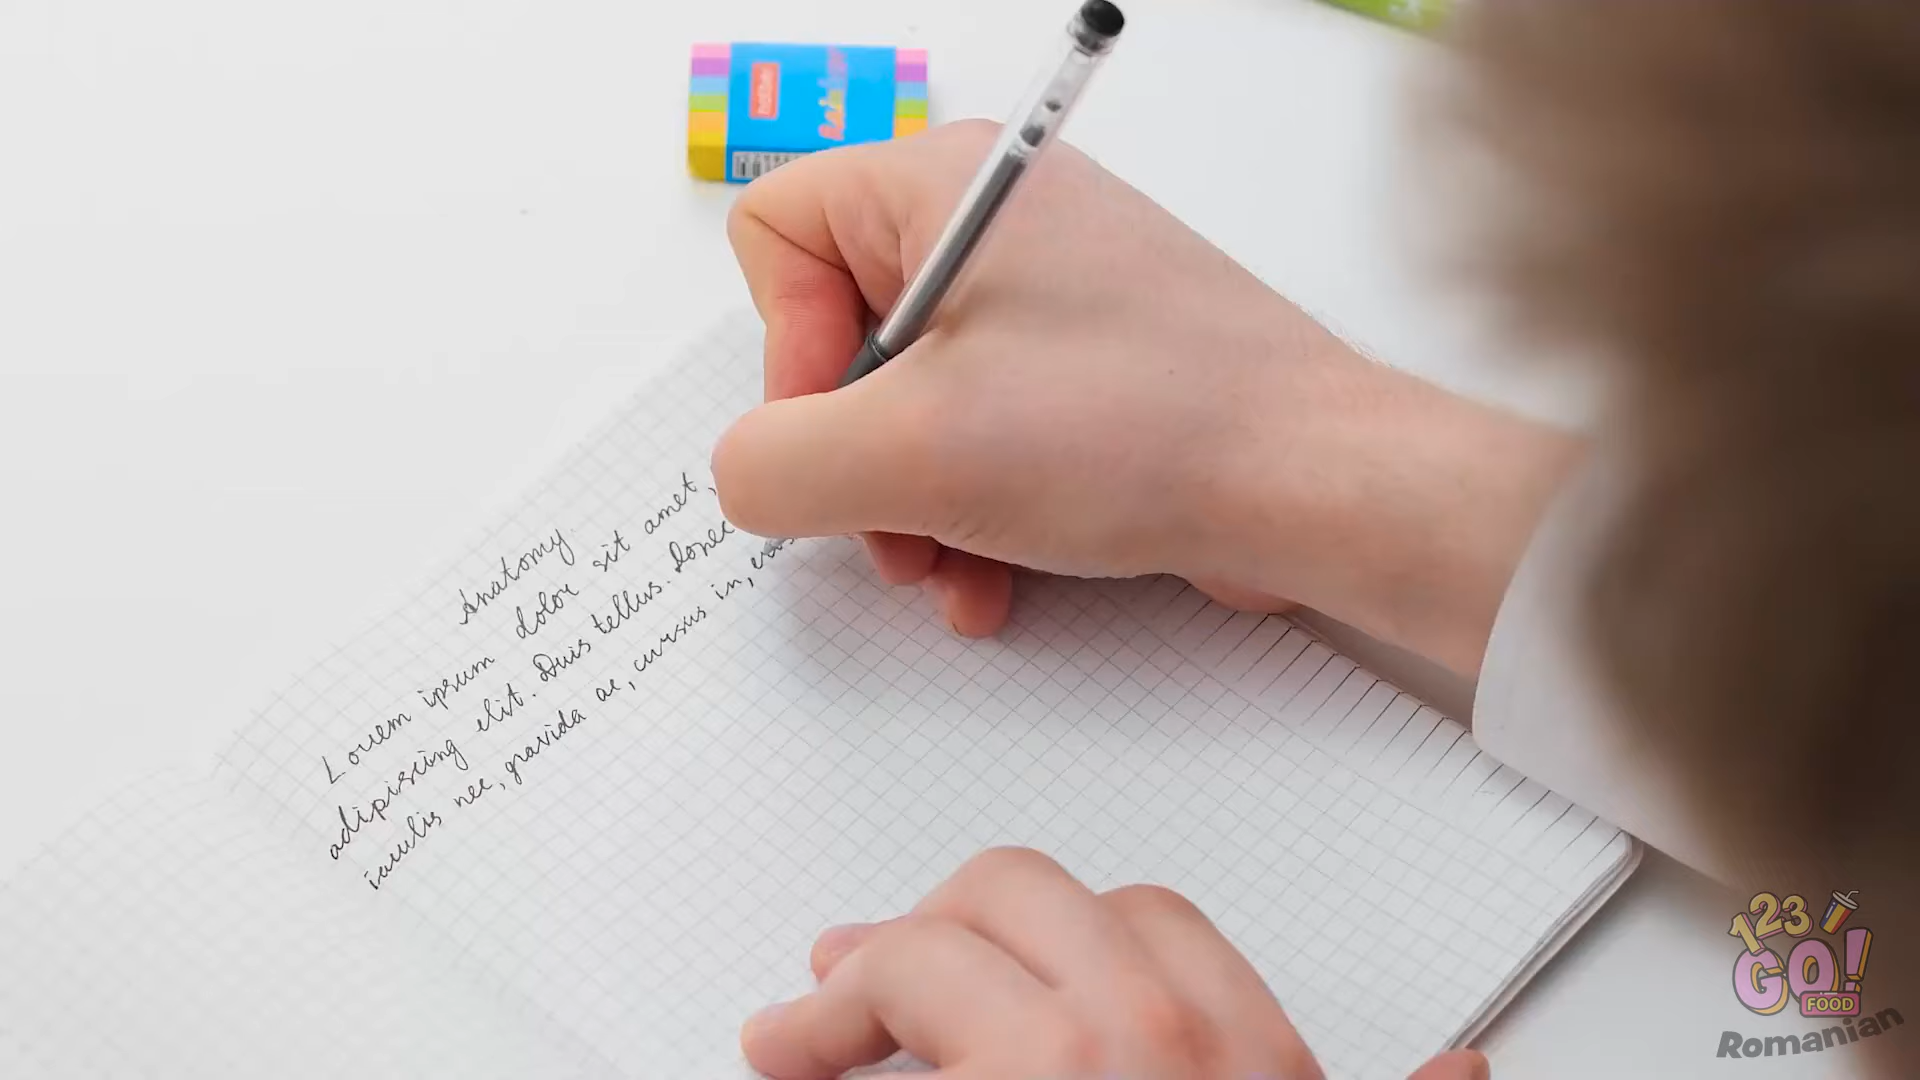 Anatomy.
Lorem ipsum dolor sit amet,
adipiscing elit. Duis tellus. Donec
iaculis nec, gravida ac, cursus in, eros
123
GO!
FOOD
Romanian